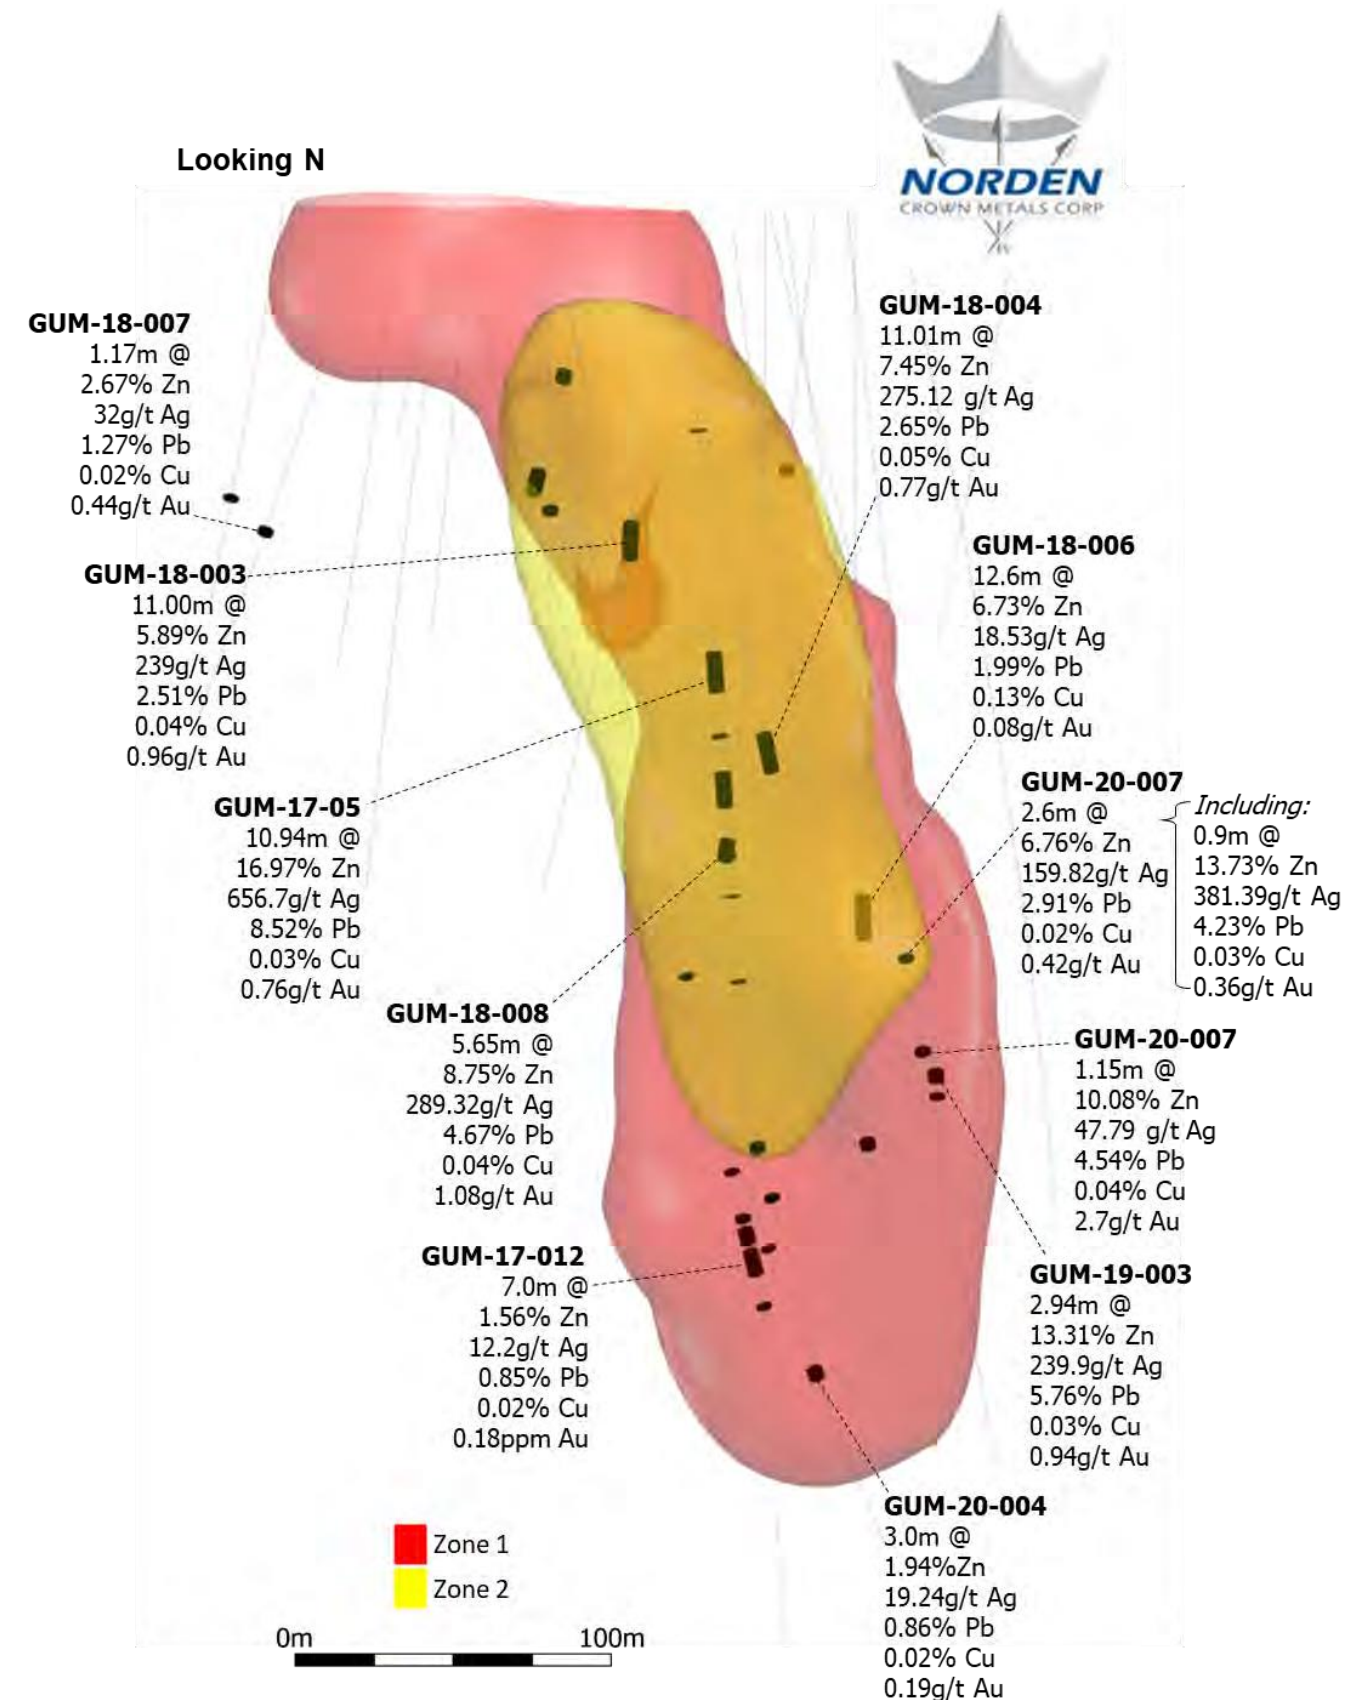 NORDEN
CROWN METALS CORP
Looking N
GUM-18-007
1.17m @
2.67% Zn
32g/t Ag
1.27% Pb
0.02% Cu
0.44g/t Au
GUM-18-003
11.00m @
5.89% Zn
239g/t Ag
2.51% Pb
0.04% Cu
0.96g/t Au
GUM-17-05
10.94m @
16.97% Zn
656.7g/t Ag
8.52% Pb
0.03% Cu
0.76g/t Au
GUM-18-008
5.65m @
8.75% Zn
289.32g/t Ag
4.67% Pb
0.04% Cu
1.08g/t Au
GUM-17-012
7.0m @
1.56% Zn
12.2g/t Ag
0.85% Pb
0.02% Cu
0.18ppm Au
GUM-18-004
11.01m @
7.45% Zn
275.12 g/t Ag
2.65% Pb
0.05% Cu
0.77g/t Au
GUM-18-006
12.6m @
6.73% Zn
18.53g/t Ag
1.99% Pb
0.13% Cu
0.08g/t Au
GUM-20-007
2.6m @
6.76% Zn
159.82g/t Ag
2.91% Pb
0.02% Cu
0.42g/t Au
Including:
0.9m @
13.73% Zn
381.39g/t Ag
4.23% Pb
0.03% Cu
0.36g/t Au
GUM-20-007
1.15m @
10.08% Zn
47.79 g/t Ag
4.54% Pb
0.04% Cu
2.7g/t Au
GUM-19-003
2.94m @
13.31% Zn
239.9g/t Ag
5.76% Pb
0.03% Cu
0.94g/t Au
GUM-20-004
3.0m @
1.94%Zn
19.24g/t Ag
0.86% Pb
0.02% Cu
0.19g/t Au
Zone 1
Zone 2
0m 100m